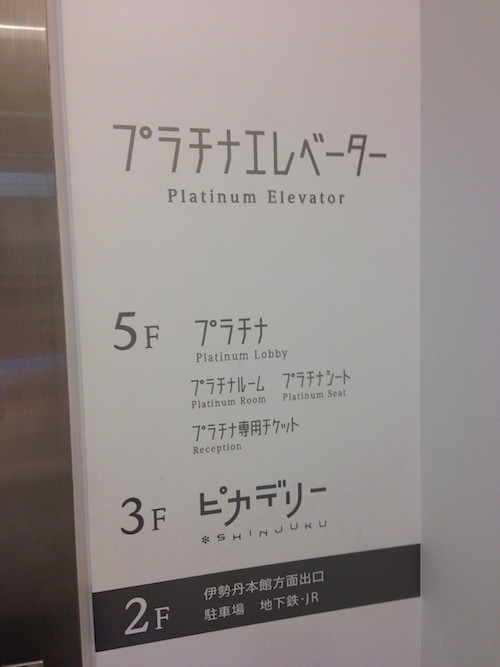 プラチナエレベーター
Platinum Elevator
5F プラチナ
Platinum Lobby
プラチナルーム プラチナシート
Platinum Room Platinum Seat
プラチナ専用チケット
Reception
3F ピカデリー
*SHINJUKU
2F 伊勢丹本館方面出口
駐車場 地下鉄・JR